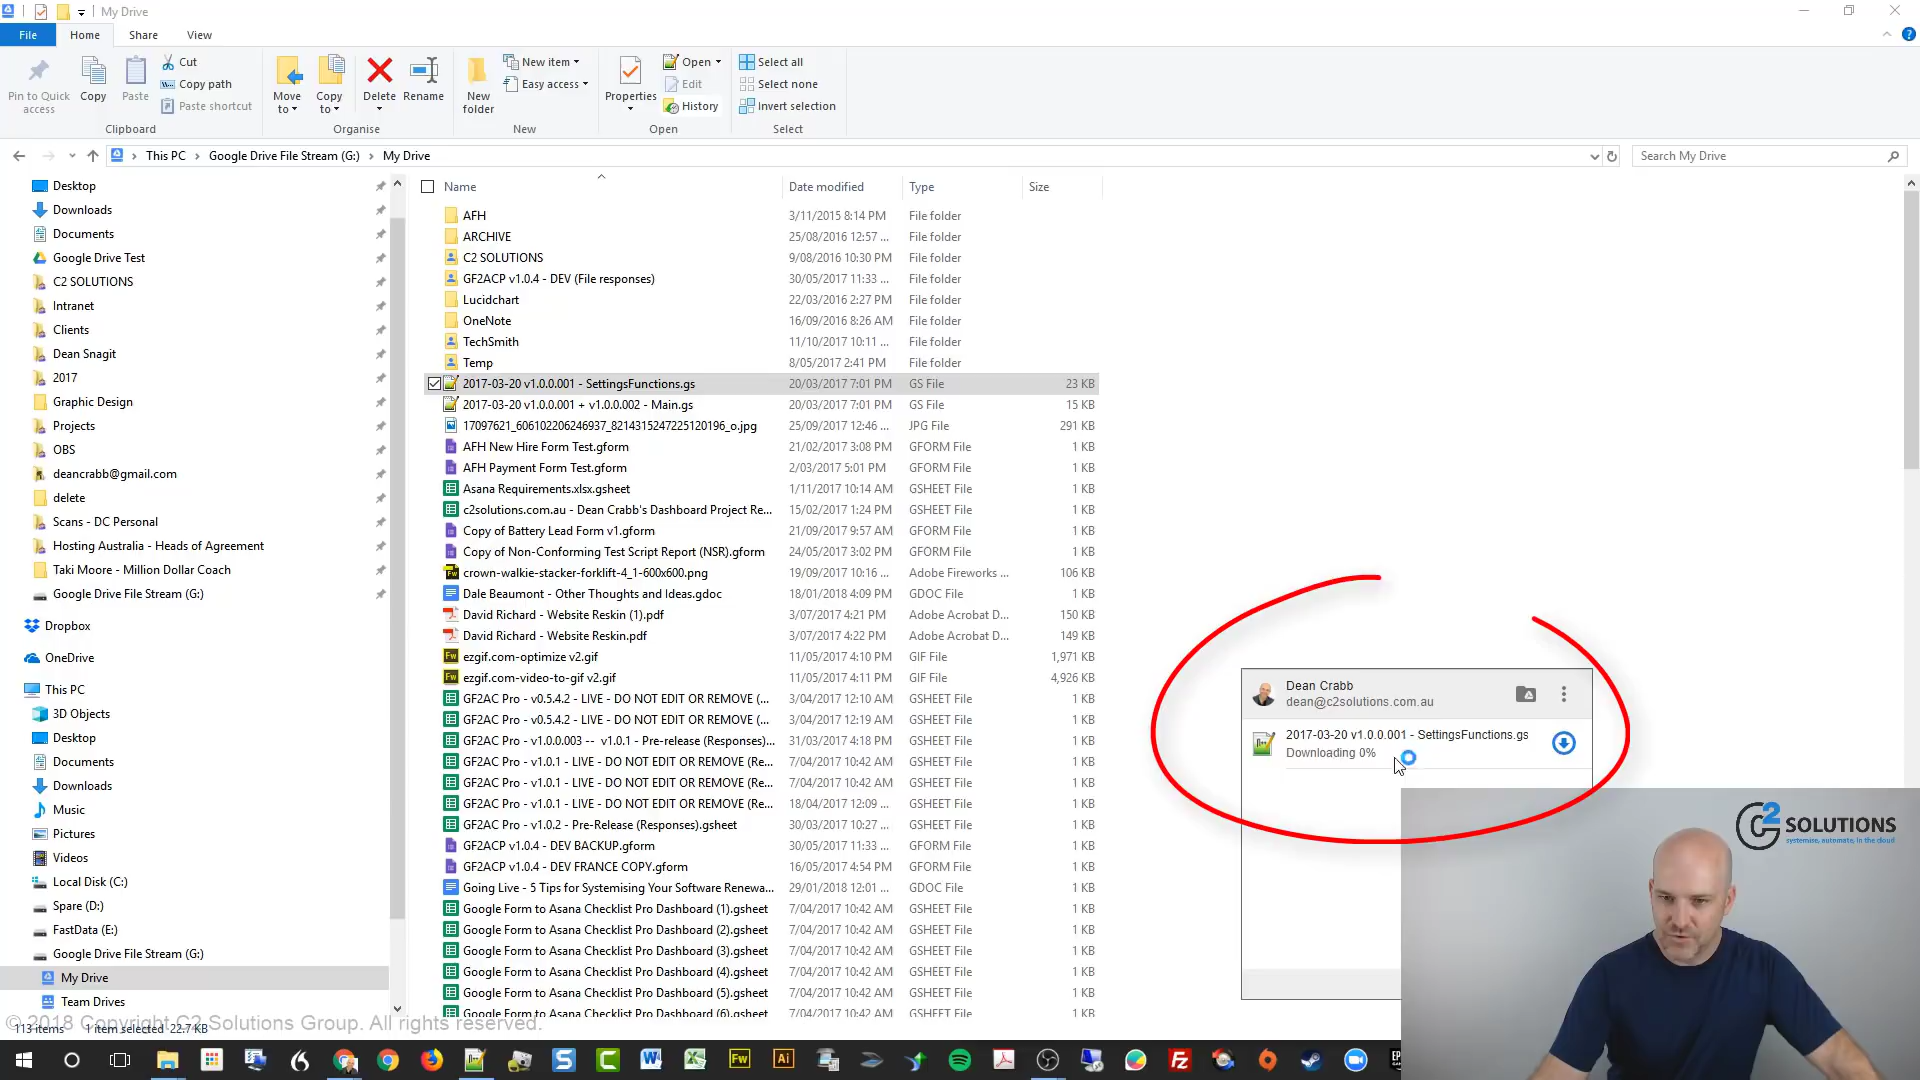 My Drive
File Home Share View
Pin to Quick access
Copy
Paste
Cut
Copy path
Paste shortcut
Clipboard
Move to
Copy to
Delete
Rename
Organise
New folder
New item
Easy access
New
Properties
Open
Edit
History
Open
Select all
Select none
Invert selection
Select
This PC Google Drive File Stream (G:) My Drive
Search My Drive
Desktop
Downloads
Documents
Google Drive Test
C2 SOLUTIONS
Intranet
Clients
Dean Snagit
2017
Graphic Design
Projects
OBS
deancrabb@gmail.com
delete
Scans - DC Personal
Hosting Australia - Heads of Agreement
Taki Moore - Million Dollar Coach
Google Drive File Stream (G:)
Dropbox
OneDrive
This PC
3D Objects
Desktop
Documents
Downloads
Music
Pictures
Videos
Local Disk (C:)
Spare (D:)
FastData (E:)
Google Drive File Stream (G:)
My Drive
Team Drives
Name Date modified Type Size
AFH 3/11/2015 8:14 PM File folder
ARCHIVE 25/08/2016 12:57 ... File folder
C2 SOLUTIONS 9/08/2016 10:30 PM File folder
GF2ACP v1.0.4 - DEV (File responses) 30/05/2017 11:33 ... File folder
Lucidchart 22/03/2016 2:27 PM File folder
OneNote 16/09/2016 8:26 AM File folder
TechSmith 11/10/2017 10:11 ... File folder
Temp 8/05/2017 2:41 PM File folder
2017-03-20 v1.0.0.001 - SettingsFunctions.gs 20/03/2017 7:01 PM GS File 23 KB
2017-03-20 v1.0.0.001 + v1.0.0.002 - Main.gs 20/03/2017 7:01 PM GS File 15 KB
17097621_606102206246937_8214315247225120196_o.jpg 25/09/2017 12:46 ... JPG File 291 KB
AFH New Hire Form Test.gform 21/02/2017 3:08 PM GFORM File 1 KB
AFH Payment Form Test.gform 2/03/2017 5:01 PM GFORM File 1 KB
Asana Requirements.xlsx.gsheet 1/11/2017 10:14 AM GSHEET File 1 KB
c2solutions.com.au - Dean Crabb's Dashboard Project Re... 15/02/2017 1:24 PM GSHEET File 1 KB
Copy of Battery Lead Form v1.gform 21/09/2017 9:57 AM GFORM File 1 KB
Copy of Non-Conforming Test Script Report (NSR).gform 24/05/2017 3:02 PM GFORM File 1 KB
crown-walkie-stacker-forklift-4_1-600x600.png 19/09/2017 10:16 ... Adobe Fireworks ... 106 KB
Dale Beaumont - Other Thoughts and Ideas.gdoc 18/01/2018 4:09 PM GDOC File 1 KB
David Richard - Website Reskin (1).pdf 3/07/2017 4:21 PM Adobe Acrobat D... 150 KB
David Richard - Website Reskin.pdf 3/07/2017 4:22 PM Adobe Acrobat D... 149 KB
ezgif.com-optimize v2.gif 11/05/2017 4:10 PM GIF File 1,971 KB
ezgif.com-video-to-gif v2.gif 11/05/2017 4:11 PM GIF File 4,926 KB
GF2AC Pro - v0.5.4.2 - LIVE - DO NOT EDIT OR REMOVE (... 3/04/2017 12:10 AM GSHEET File 1 KB
GF2AC Pro - v0.5.4.2 - LIVE - DO NOT EDIT OR REMOVE (... 3/04/2017 12:19 AM GSHEET File 1 KB
GF2AC Pro - v1.0.0.003 -- v1.0.1 - Pre-release (Responses)... 31/03/2017 4:18 PM GSHEET File 1 KB
GF2AC Pro - v1.0.1 - LIVE - DO NOT EDIT OR REMOVE (Re... 7/04/2017 10:42 AM GSHEET File 1 KB
GF2AC Pro - v1.0.1 - LIVE - DO NOT EDIT OR REMOVE (Re... 7/04/2017 10:42 AM GSHEET File 1 KB
GF2AC Pro - v1.0.1 - LIVE - DO NOT EDIT OR REMOVE (Re... 18/04/2017 12:09 ... GSHEET File 1 KB
GF2AC Pro - v1.0.2 - Pre-Release (Responses).gsheet 30/03/2017 10:27 ... GSHEET File 1 KB
GF2ACP v1.0.4 - DEV BACKUP.gform 30/05/2017 11:33 ... GFORM File 1 KB
GF2ACP v1.0.4 - DEV FRANCE COPY.gform 16/05/2017 4:54 PM GFORM File 1 KB
Going Live - 5 Tips for Systemising Your Software Renewa... 29/01/2018 12:01 ... GDOC File 1 KB
Google Form to Asana Checklist Pro Dashboard (1).gsheet 7/04/2017 10:42 AM GSHEET File 1 KB
Google Form to Asana Checklist Pro Dashboard (2).gsheet 7/04/2017 10:42 AM GSHEET File 1 KB
Google Form to Asana Checklist Pro Dashboard (3).gsheet 7/04/2017 10:42 AM GSHEET File 1 KB
Google Form to Asana Checklist Pro Dashboard (4).gsheet 7/04/2017 10:42 AM GSHEET File 1 KB
Google Form to Asana Checklist Pro Dashboard (5).gsheet 7/04/2017 10:42 AM GSHEET File 1 KB
Google Form to Asana Checklist Pro Dashboard (6).gsheet 7/04/2017 10:42 AM GSHEET File 1 KB
Dean Crabb
dean@c2solutions.com.au
2017-03-20 v1.0.0.001 - SettingsFunctions.gs
Downloading 0%
C2 SOLUTIONS
systemize, automate, in the cloud
© 2018 Copyright C2 Solutions Group. All rights reserved.
113 items 1 item selected 22.7 KB